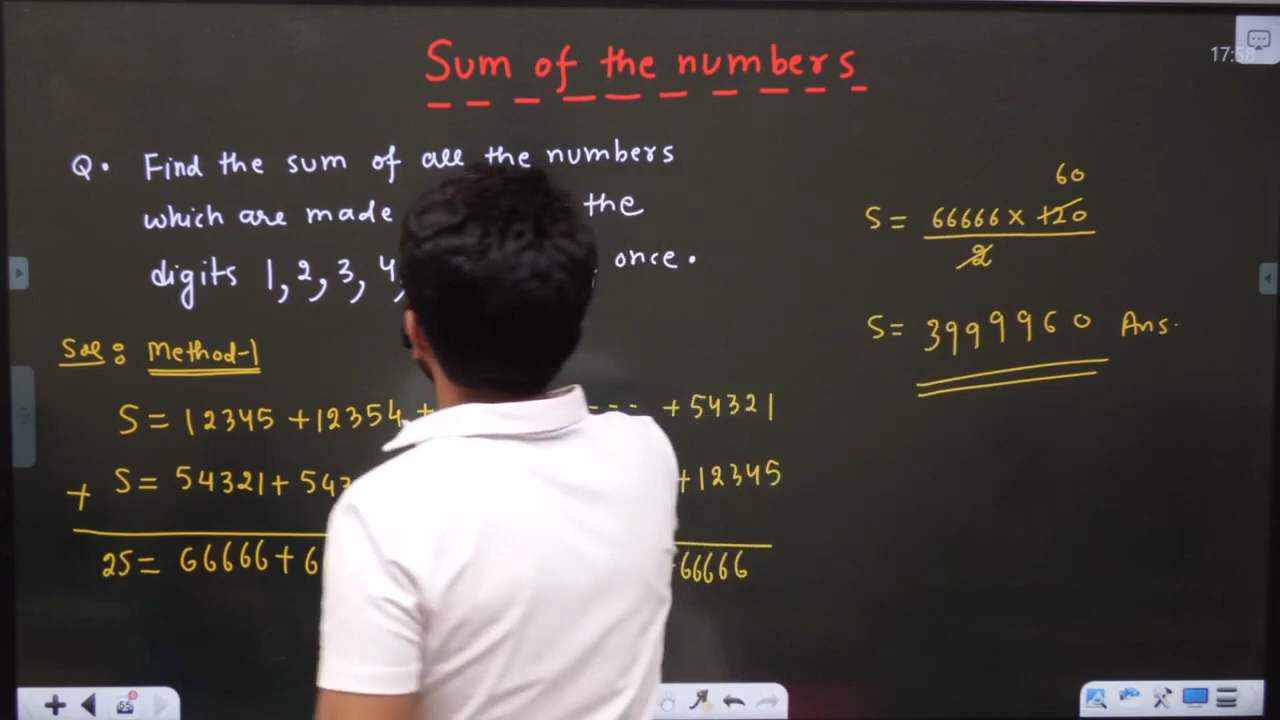 Sum of the numbers
17:58
Q. Find the sum of all the numbers
which are made the
digits 1, 2, 3, 4, once.
Sol: Method-1
S = 12345 + 12354 + --- + 54321
+ S = 54321 + 543 +12345
2S = 66666 + 6 66666
60
S = 66666 x 120
2
S = 3999960 Ans.
55